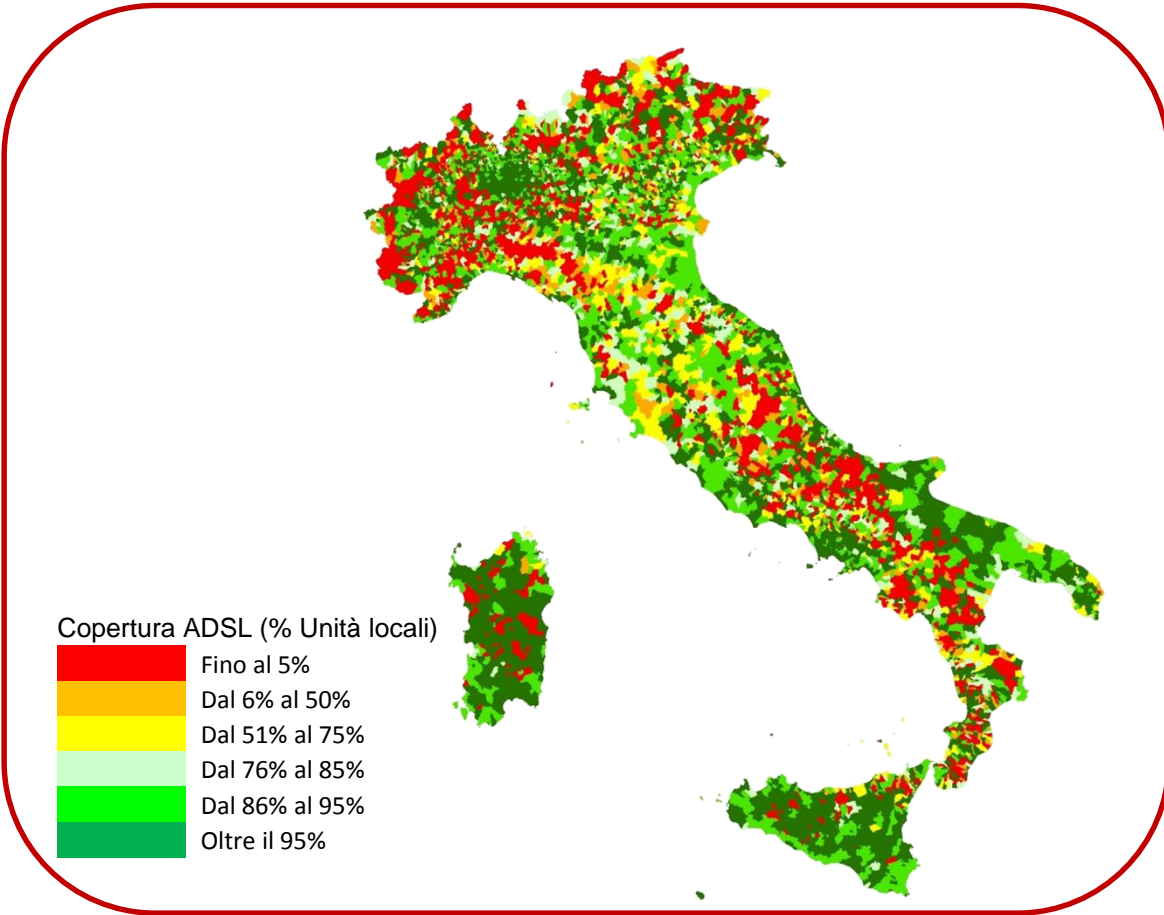 Copertura ADSL (% Unità locali)
Fino al 5%
Dal 6% al 50%
Dal 51% al 75%
Dal 76% al 85%
Dal 86% al 95%
Oltre il 95%